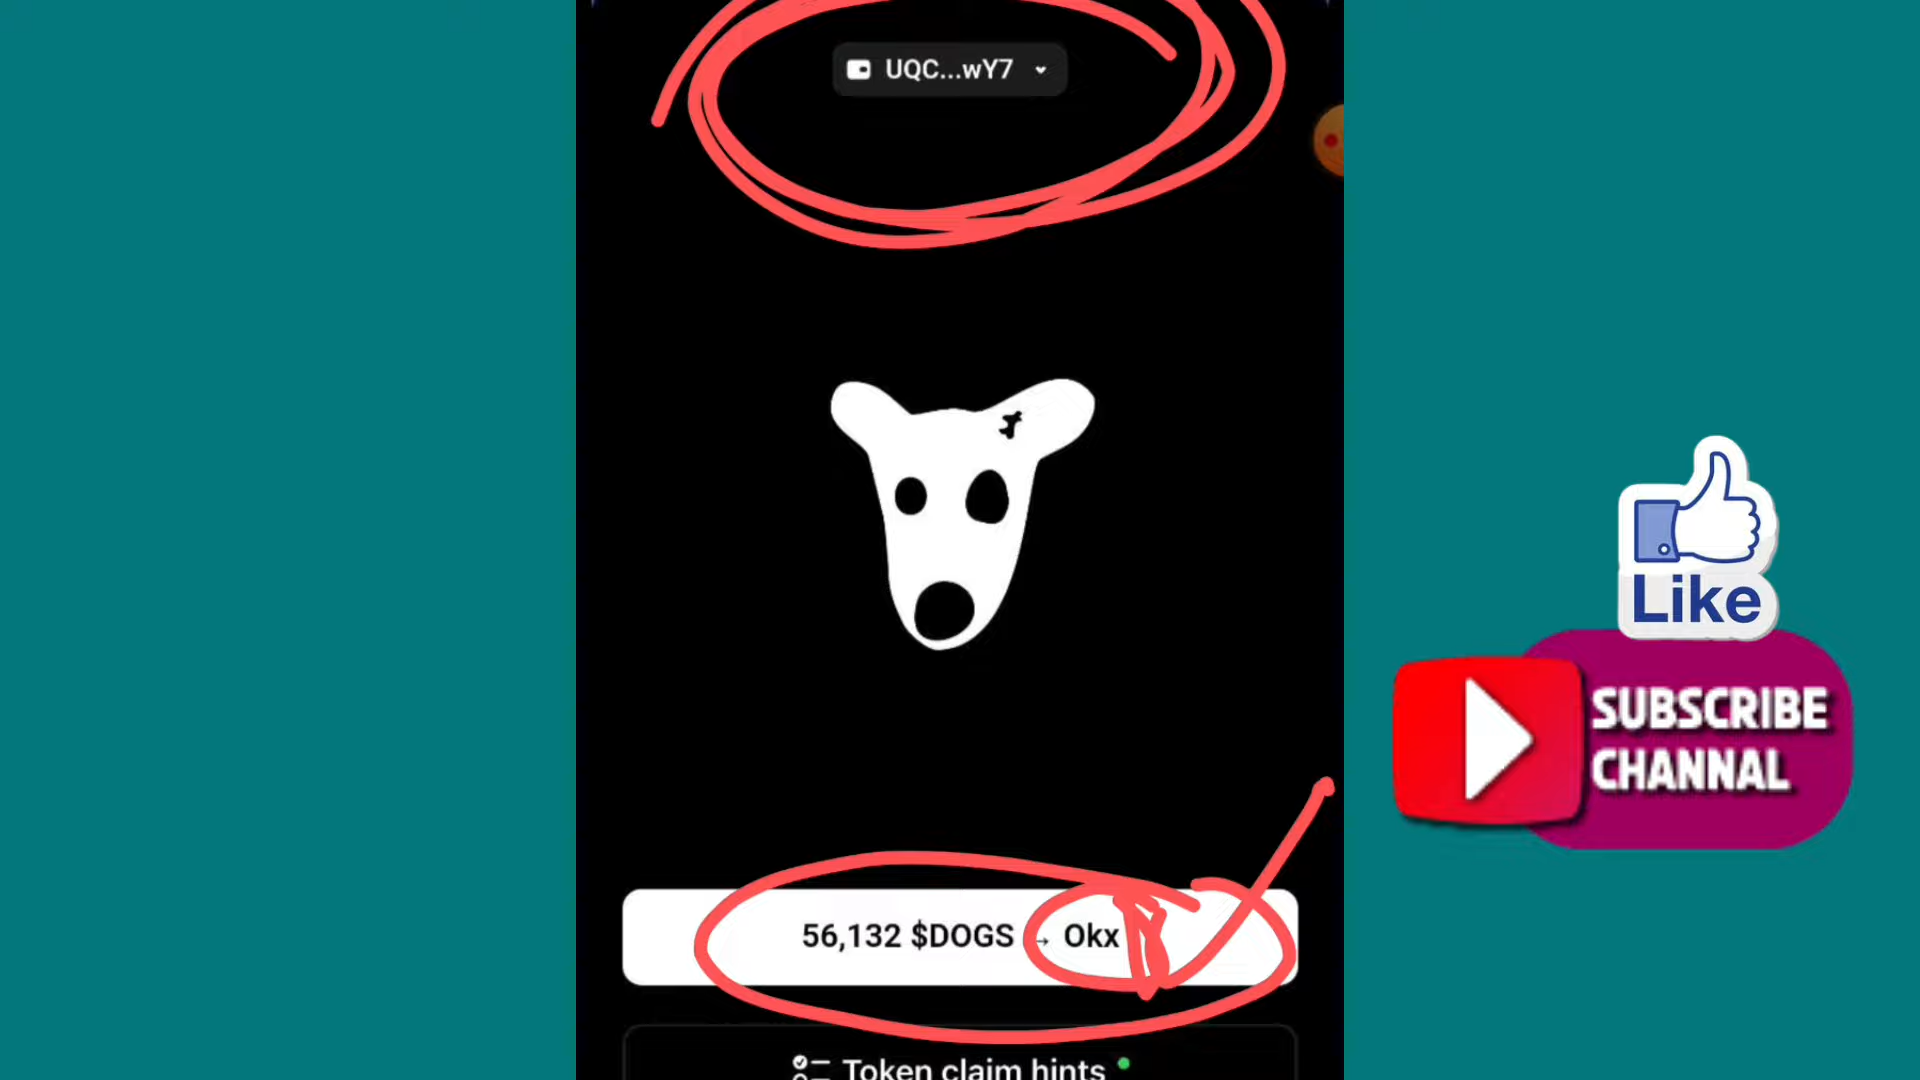 UQC...wY7
Like
SUBSCRIBE
CHANNAL
56,132 $DOGS → Okx
Token claim hints